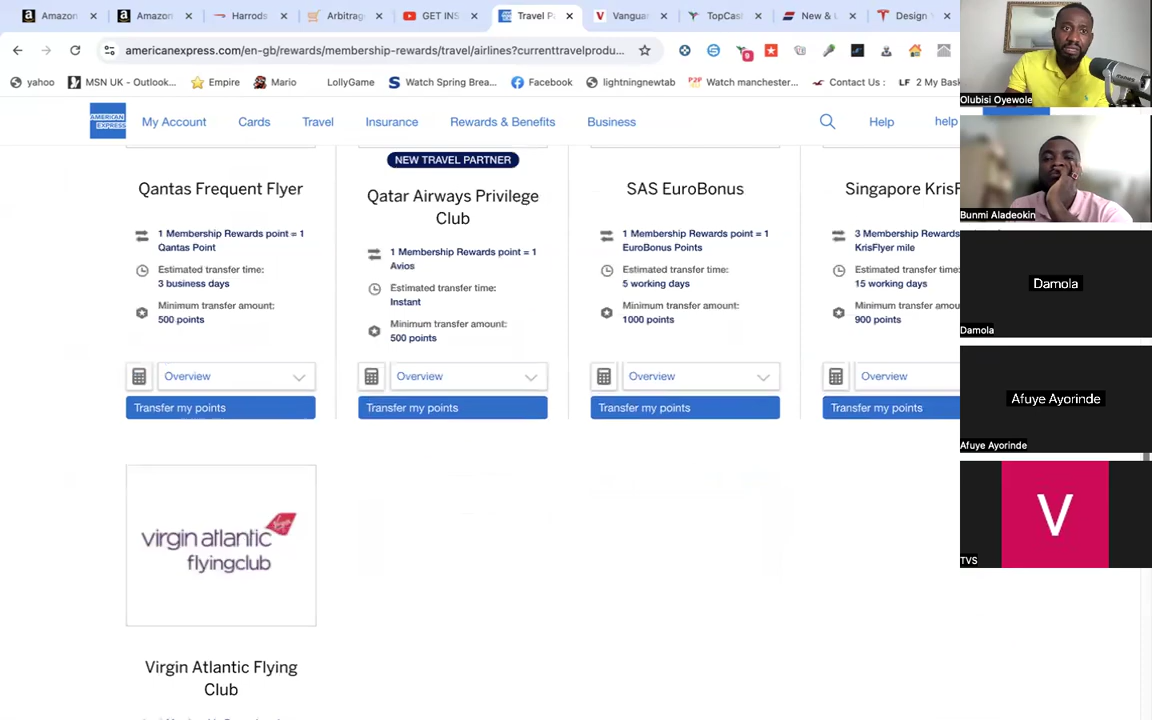 Amazon
Amazon
Harrods
Arbitrag
GET INS
Travel P
Vanguar
TopCas
New & U
Design
americanexpress.com/en-gb/rewards/membership-rewards/travel/airlines?currenttravelprodu...
9
yahoo
MSN UK - Outlook...
Empire
Mario
LollyGame
Watch Spring Brea...
Facebook
lightningnewtab
P2P Watch manchester...
Contact Us :
LF 2 My Bask
AMERICAN EXPRESS
My Account
Cards
Travel
Insurance
Rewards & Benefits
Business
Help
help
NEW TRAVEL PARTNER
Qantas Frequent Flyer
1 Membership Rewards point = 1
Qantas Point
Estimated transfer time:
3 business days
Minimum transfer amount:
500 points
Overview
Transfer my points
Qatar Airways Privilege
Club
1 Membership Rewards point = 1
Avios
Estimated transfer time:
Instant
Minimum transfer amount:
500 points
Overview
Transfer my points
SAS EuroBonus
1 Membership Rewards point = 1
EuroBonus Points
Estimated transfer time:
5 working days
Minimum transfer amount:
1000 points
Overview
Transfer my points
Singapore KrisF
3 Membership Rewards
KrisFlyer mile
Estimated transfer time:
15 working days
Minimum transfer amount:
900 points
Overview
Transfer my points
virgin atlantic
flyingclub
Virgin Atlantic Flying
Club
Olubisi Oyewole
Bunmi Aladeokin
Damola
Damola
Afuye Ayorinde
Afuye Ayorinde
V
TVS